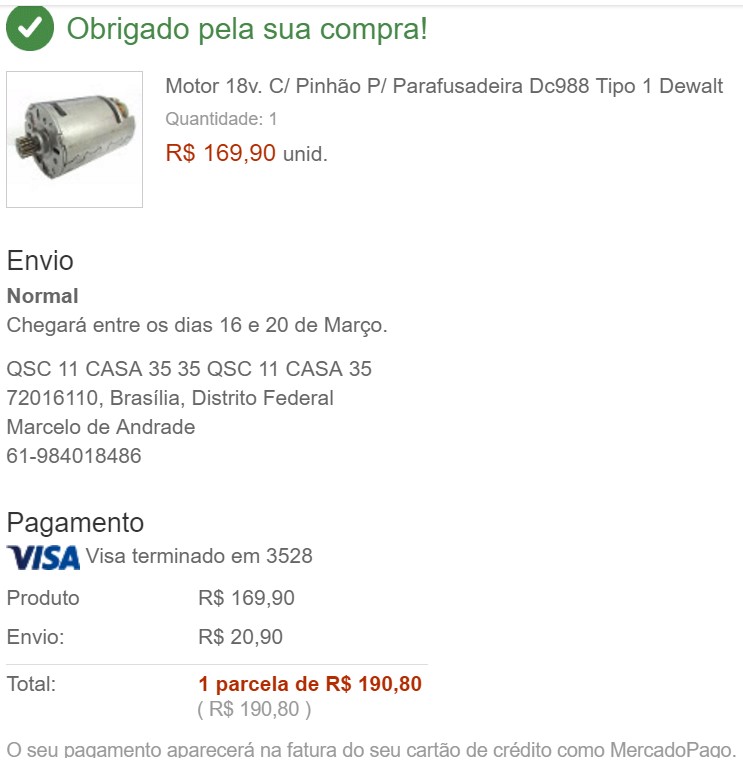 Obrigado pela sua compra!
Motor 18v. C/ Pinhão P/ Parafusadeira Dc988 Tipo 1 Dewalt
Quantidade: 1
R$ 169,90 unid.
Envio
Normal
Chegará entre os dias 16 e 20 de Março.
QSC 11 CASA 35 35 QSC 11 CASA 35
72016110, Brasília, Distrito Federal
Marcelo de Andrade
61-984018486
Pagamento
VISA Visa terminado em 3528
Produto R$ 169,90
Envio: R$ 20,90
Total: 1 parcela de R$ 190,80
( R$ 190,80 )
O seu pagamento aparecerá na fatura do seu cartão de crédito como MercadoPago.